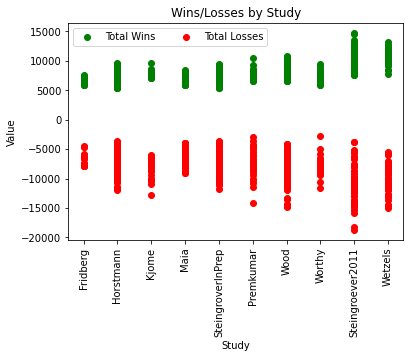 Wins/Losses by Study
Total Wins
Total Losses
Value
15000
10000
5000
0
−5000
−10000
−15000
−20000
Fridberg
Horstmann
Kjome
Maia
SteingroverInPrep
Premkumar
Wood
Worthy
Steingroever2011
Wetzels
Study